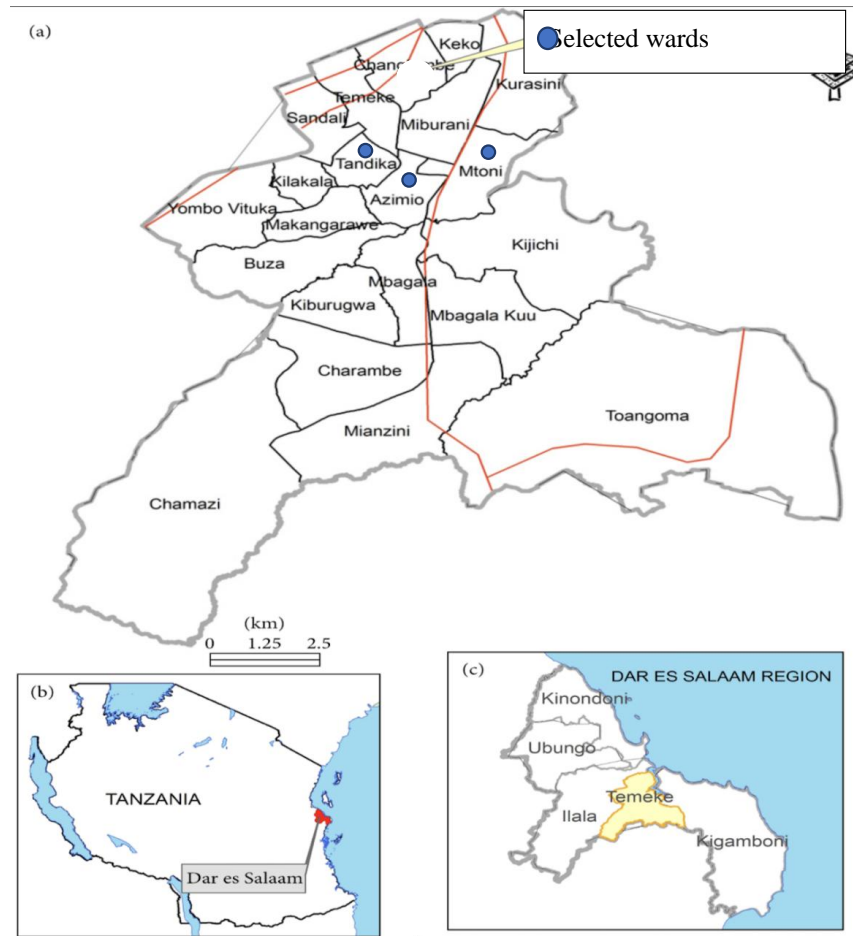 (a)
Selected wards
Keko
Kurasini
Temeke
Sandali
Miburani
Tandika
Mtoni
Kilakala
Azimio
Yombo Vituka
Makangarawe
Kijichi
Buza
Mbagala
Kiburugwa
Mbagala Kuu
Charambe
Toangoma
Mianzini
Chamazi
(km)
0 1.25 2.5
(b)
TANZANIA
Dar es Salaam
(c)
DAR ES SALAAM REGION
Kinondoni
Ubungo
Temeke
Ilala
Kigamboni